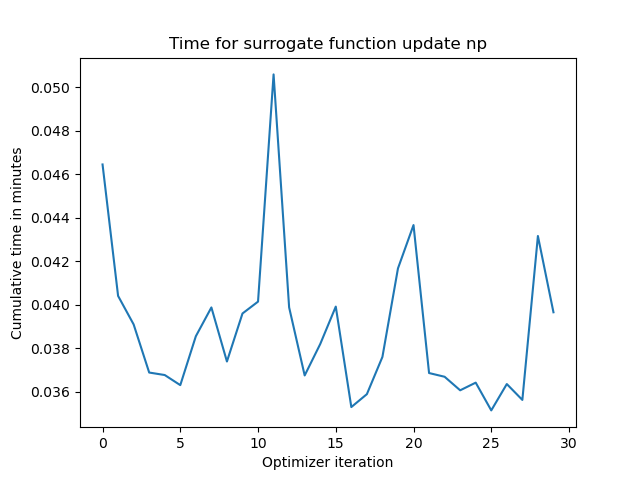 Time for surrogate function update np
Cumulative time in minutes
0.050
0.048
0.046
0.044
0.042
0.040
0.038
0.036
0 5 10 15 20 25 30
Optimizer iteration